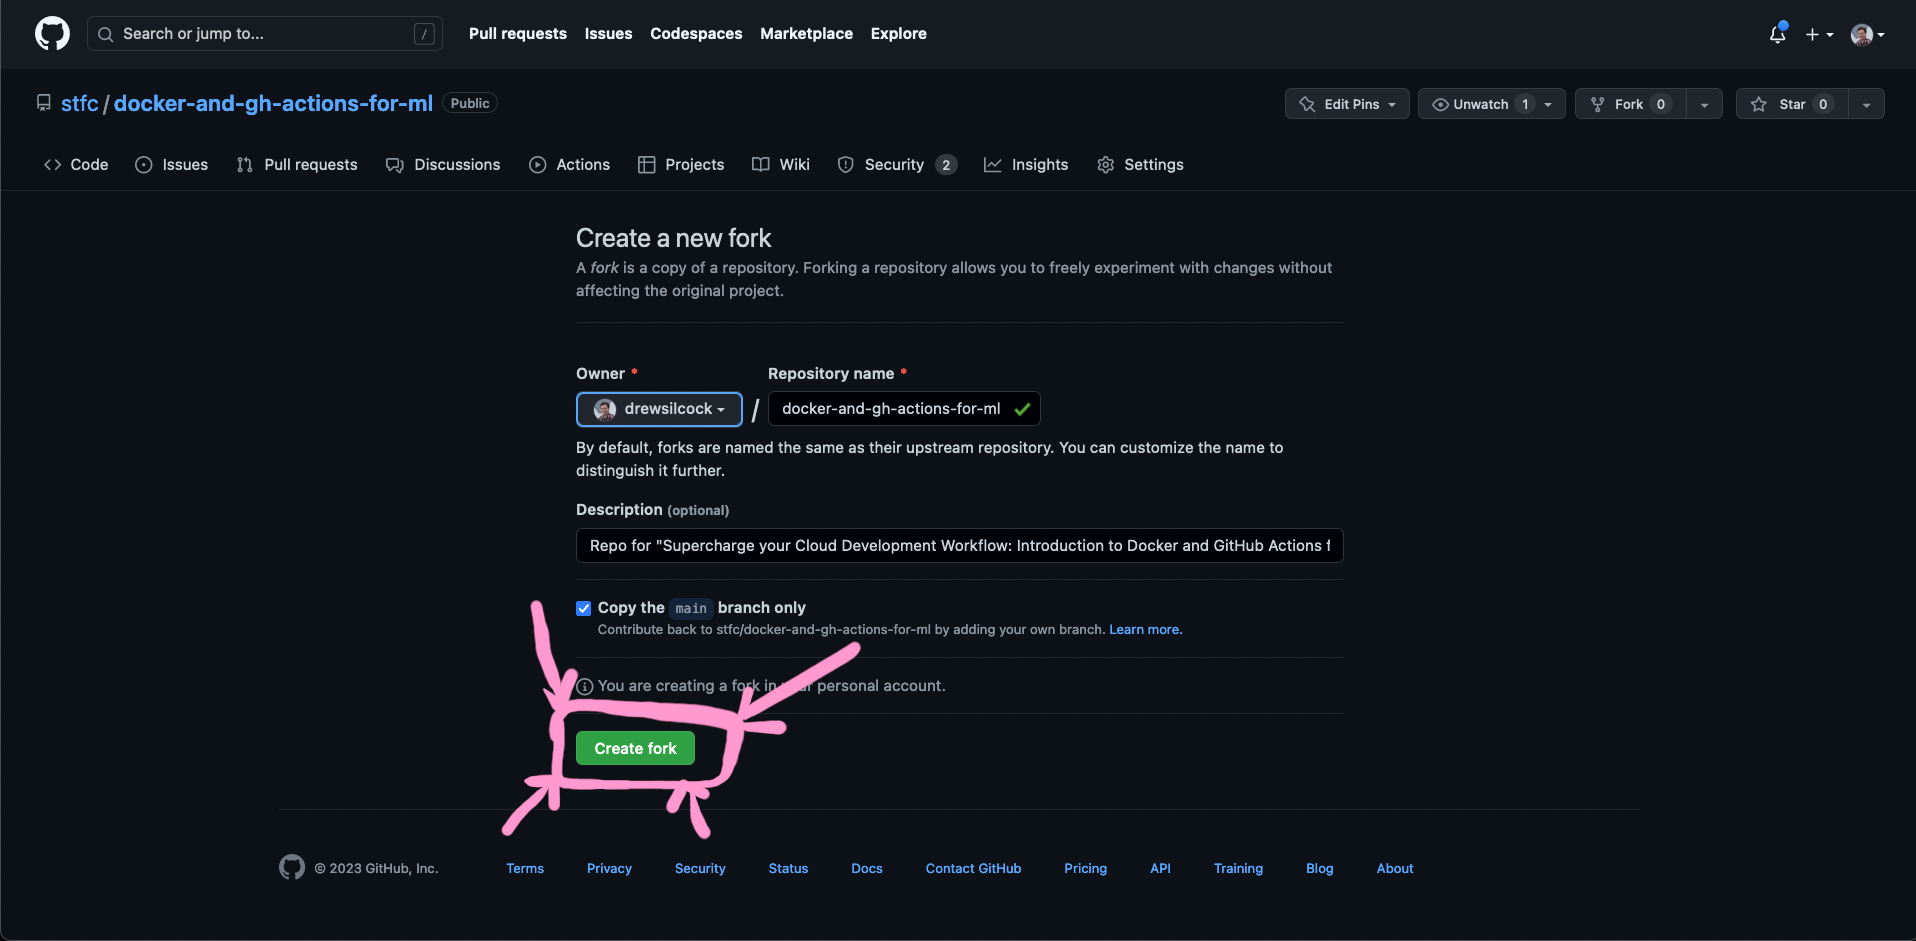 Search or jump to... /
Pull requests Issues Codespaces Marketplace Explore
stfc / docker-and-gh-actions-for-ml Public
Edit Pins Unwatch 1 Fork 0 Star 0
Code Issues Pull requests Discussions Actions Projects Wiki Security 2 Insights Settings
Create a new fork
A fork is a copy of a repository. Forking a repository allows you to freely experiment with changes without
affecting the original project.
Owner * Repository name *
drewsilcock / docker-and-gh-actions-for-ml
By default, forks are named the same as their upstream repository. You can customize the name to
distinguish it further.
Description (optional)
Repo for "Supercharge your Cloud Development Workflow: Introduction to Docker and GitHub Actions f
Copy the main branch only
Contribute back to stfc/docker-and-gh-actions-for-ml by adding your own branch. Learn more.
You are creating a fork in your personal account.
Create fork
© 2023 GitHub, Inc. Terms Privacy Security Status Docs Contact GitHub Pricing API Training Blog About